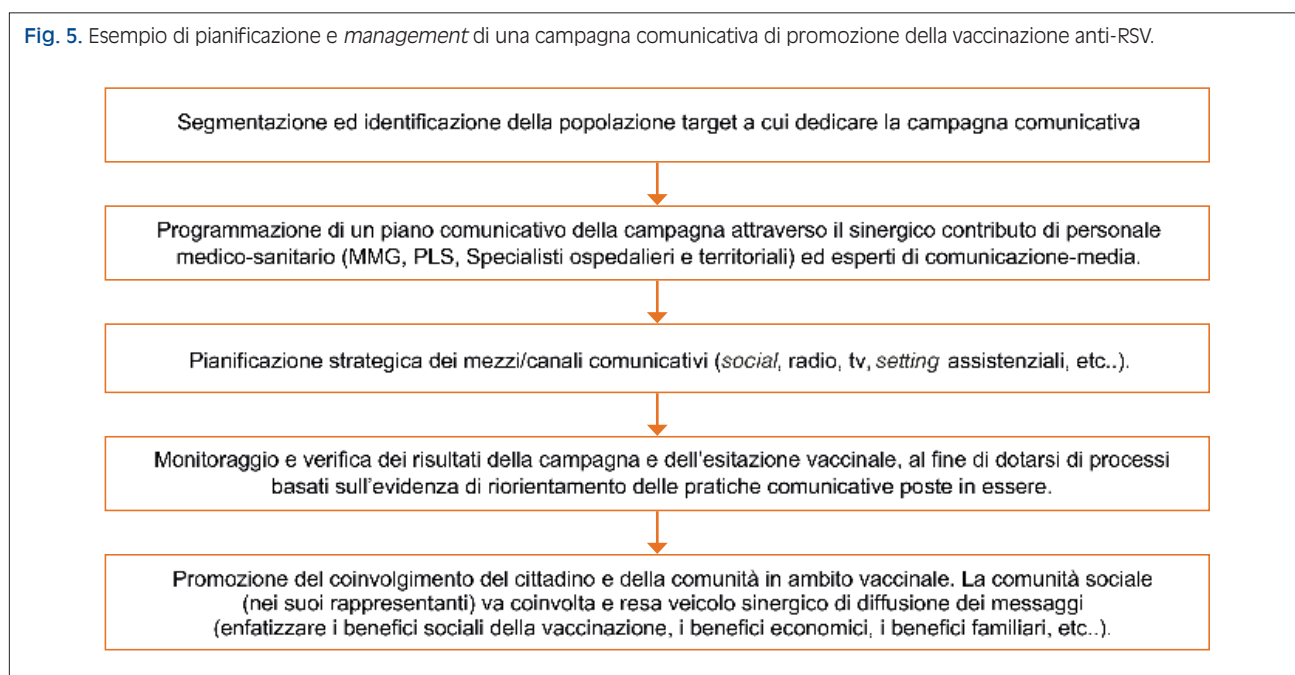 Fig. 5. Esempio di pianificazione e management di una campagna comunicativa di promozione della vaccinazione anti-RSV.
Segmentazione ed identificazione della popolazione target a cui dedicare la campagna comunicativa
Programmazione di un piano comunicativo della campagna attraverso il sinergico contributo di personale
medico-sanitario (MMG, PLS, Specialisti ospedalieri e territoriali) ed esperti di comunicazione-media.
Pianificazione strategica dei mezzi/canali comunicativi (social, radio, tv, setting assistenziali, etc..).
Monitoraggio e verifica dei risultati della campagna e dell'esitazione vaccinale, al fine di dotarsi di processi
basati sull'evidenza di riorientamento delle pratiche comunicative poste in essere.
Promozione del coinvolgimento del cittadino e della comunità in ambito vaccinale. La comunità sociale
(nei suoi rappresentanti) va coinvolta e resa veicolo sinergico di diffusione dei messaggi
(enfatizzare i benefici sociali della vaccinazione, i benefici economici, i benefici familiari, etc..).